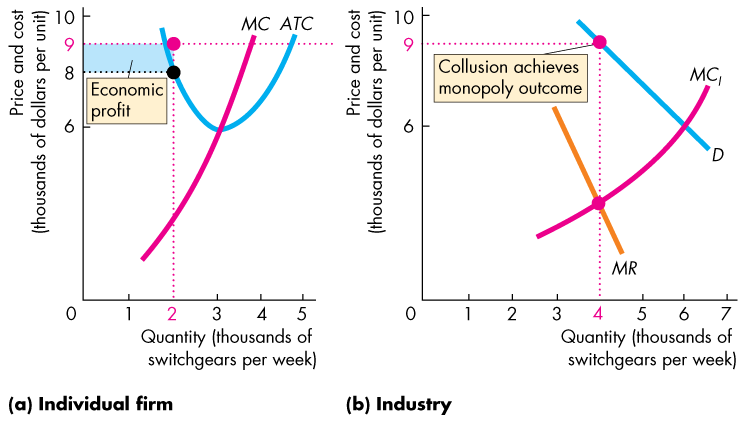 Price and cost
(thousands of dollars per unit)
10
9
8
6
0
1
2
3
4
5
MC
ATC
Economic
profit
Quantity (thousands of
switchgears per week)
(a) Individual firm
Price and cost
(thousands of dollars per unit)
10
9
6
0
1
2
3
4
5
6
7
Collusion achieves
monopoly outcome
MCI
D
MR
Quantity (thousands of
switchgears per week)
(b) Industry